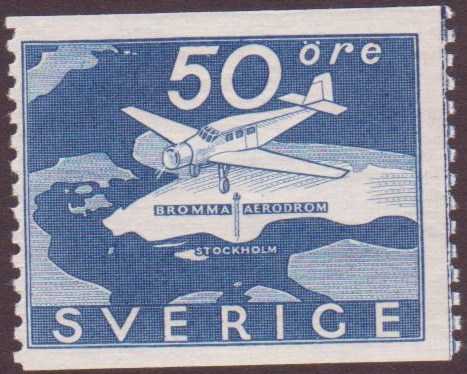 50 öre
BROMMA AERODROM
STOCKHOLM
SVERIGE